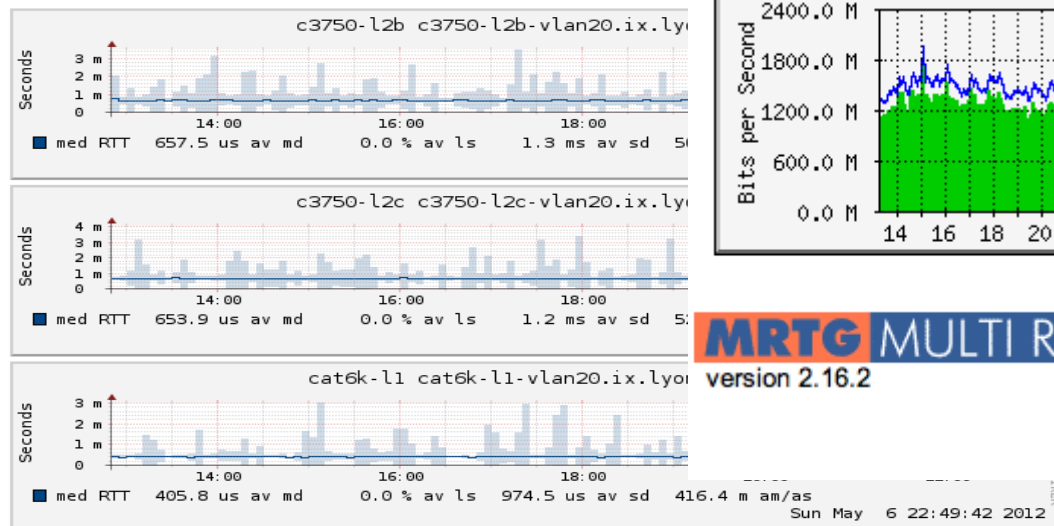 c3750-l2b c3750-l2b-vlan20.ix.lyo
Seconds
3 m
2 m
1 m
0
14:00 16:00 18:00
med RTT 657.5 us av md 0.0 % av ls 1.3 ms av sd
c3750-l2c c3750-l2c-vlan20.ix.lyo
Seconds
4 m
3 m
2 m
1 m
0
14:00 16:00 18:00
med RTT 653.9 us av md 0.0 % av ls 1.2 ms av sd
cat6k-l1 cat6k-l1-vlan20.ix.lyon
Seconds
3 m
2 m
1 m
0
14:00 16:00 18:00
med RTT 405.8 us av md 0.0 % av ls 974.5 us av sd 416.4 m am/as
Sun May 6 22:49:42 2012
Bits per Second
2400.0 M
1800.0 M
1200.0 M
600.0 M
0.0 M
14 16 18 20
MRTG MULTI R
version 2.16.2